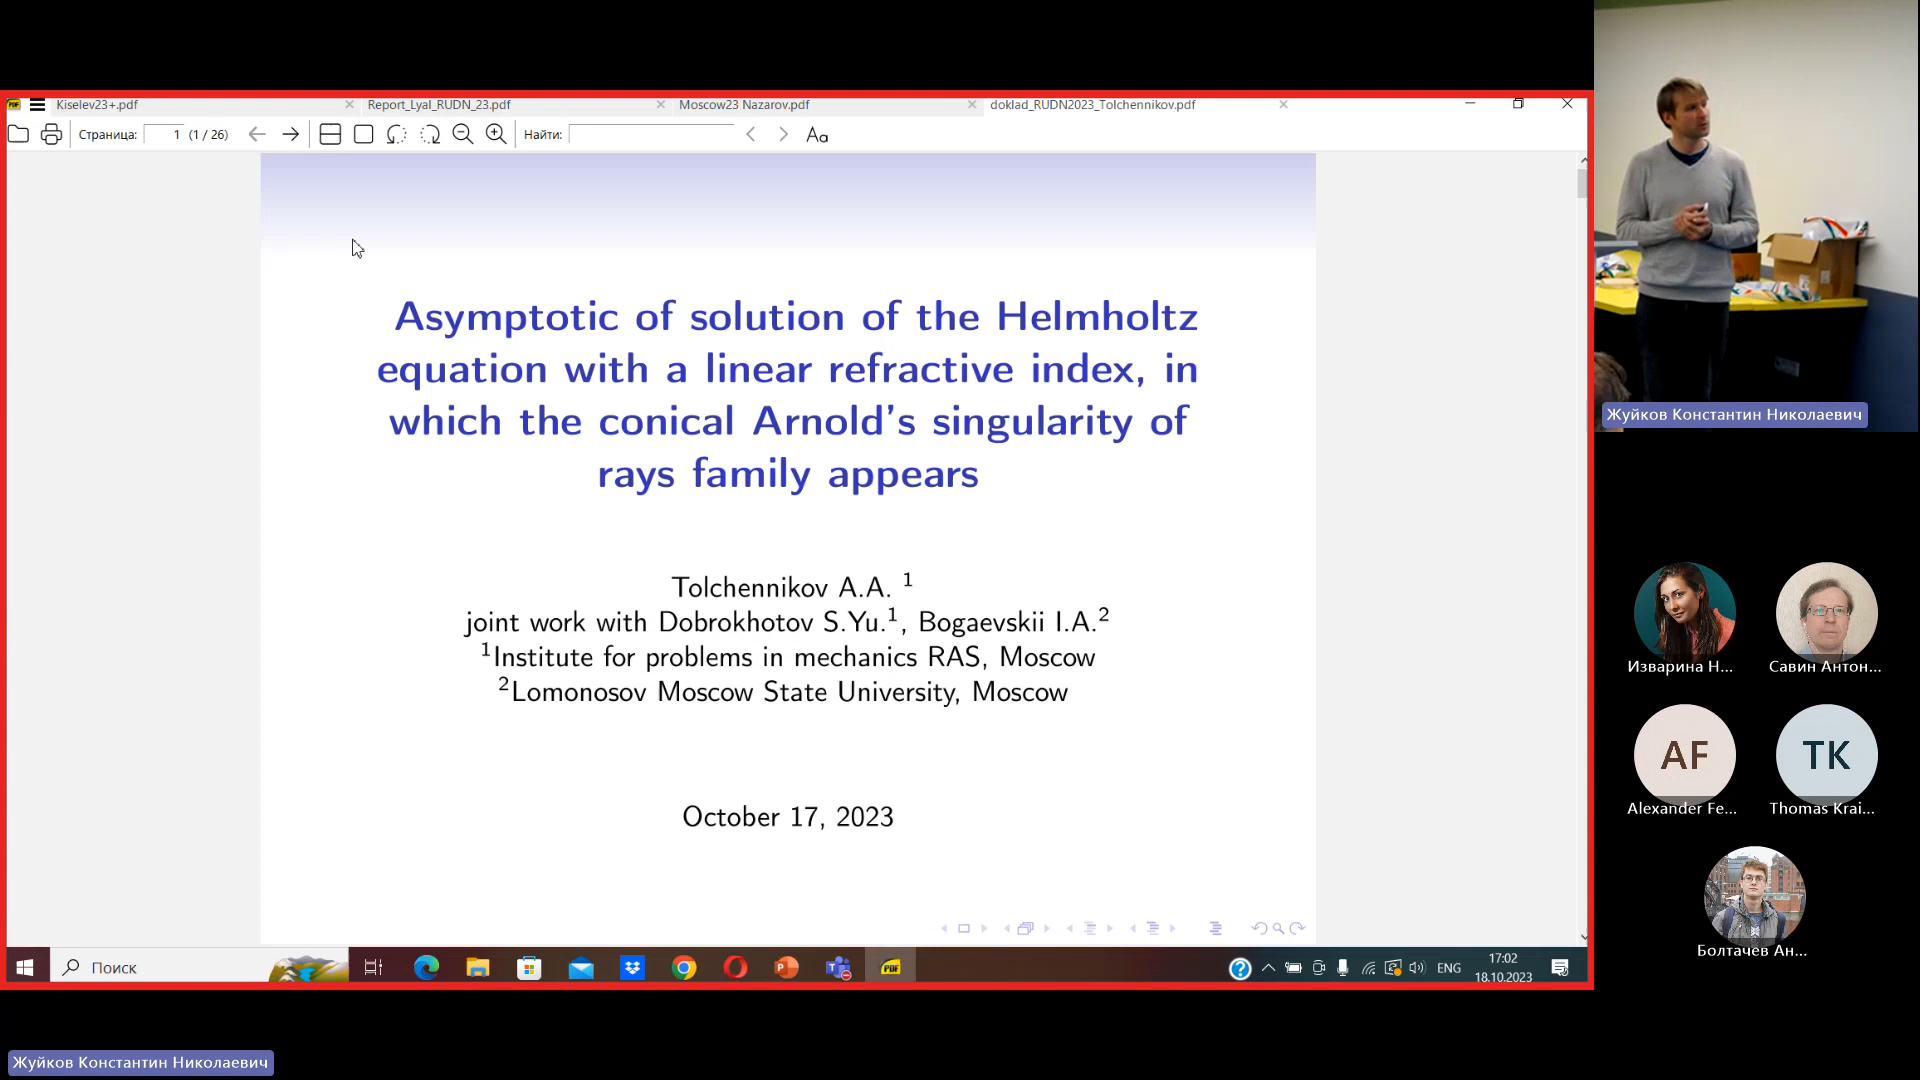 Kiselev23+.pdf
Report_Lyal_RUDN_23.pdf
Moscow23 Nazarov.pdf
doklad_RUDN2023_Tolchennikov.pdf
Страница: 1 (1 / 26)
Найти:
Aa
Asymptotic of solution of the Helmholtz
equation with a linear refractive index, in
which the conical Arnold's singularity of
rays family appears
Tolchennikov A.A. 1
joint work with Dobrokhotov S.Yu.1, Bogaevskii I.A.2
1Institute for problems in mechanics RAS, Moscow
2Lomonosov Moscow State University, Moscow
October 17, 2023
Поиск
ENG
17:02
18.10.2023
Жуйков Константин Николаевич
Изварина Н...
Савин Антон...
AF
TK
Alexander Fe...
Thomas Krai...
Болтачев Ан...
Жуйков Константин Николаевич